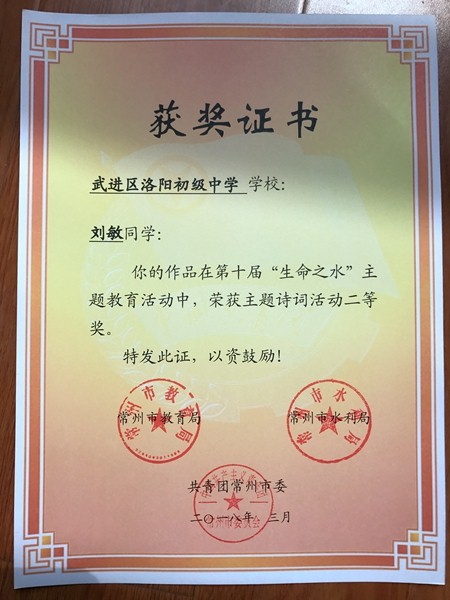 获奖证书
武进区洛阳初级中学 学校：
刘敏同学：
你的作品在第十届“生命之水”主
题教育活动中，荣获主题诗词活动二等
奖。
特发此证，以资鼓励！
常州市教育局
常州市水利局
共青团常州市委
二〇一八年 三月